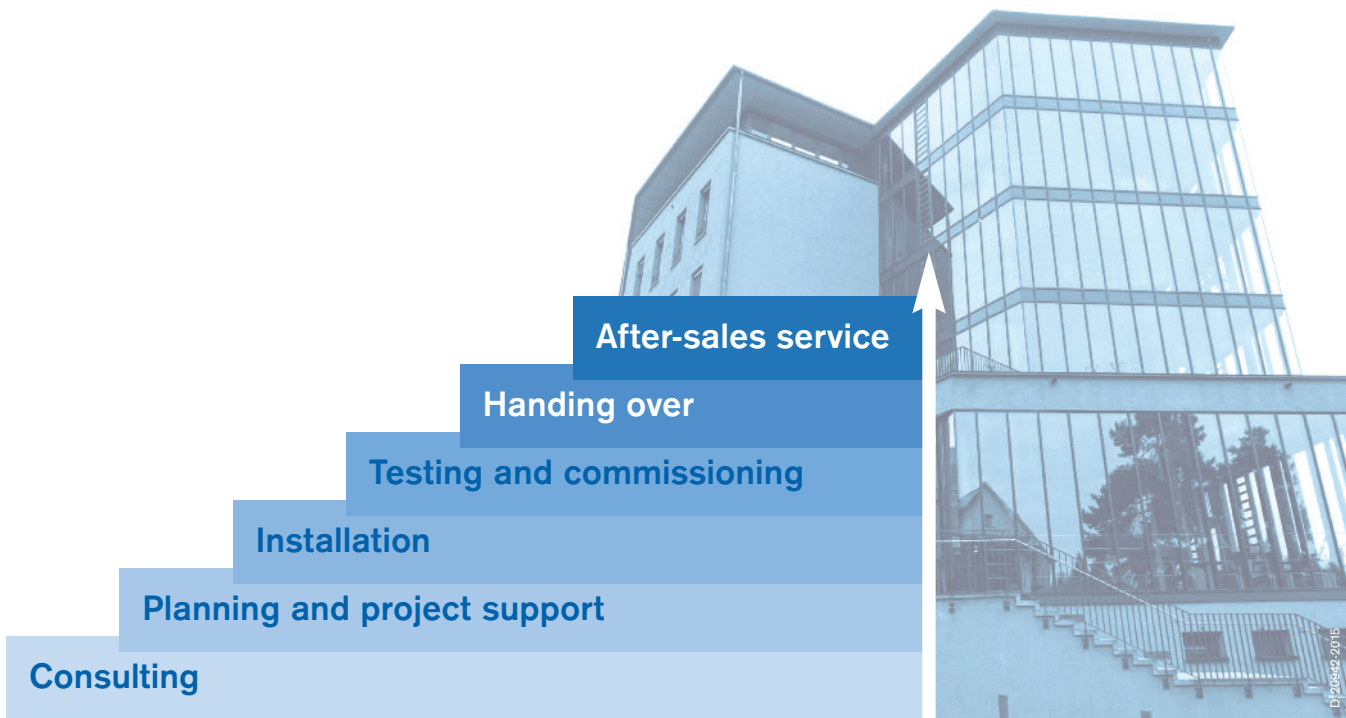 After-sales service
Handing over
Testing and commissioning
Installation
Planning and project support
Consulting
D-20942-2015